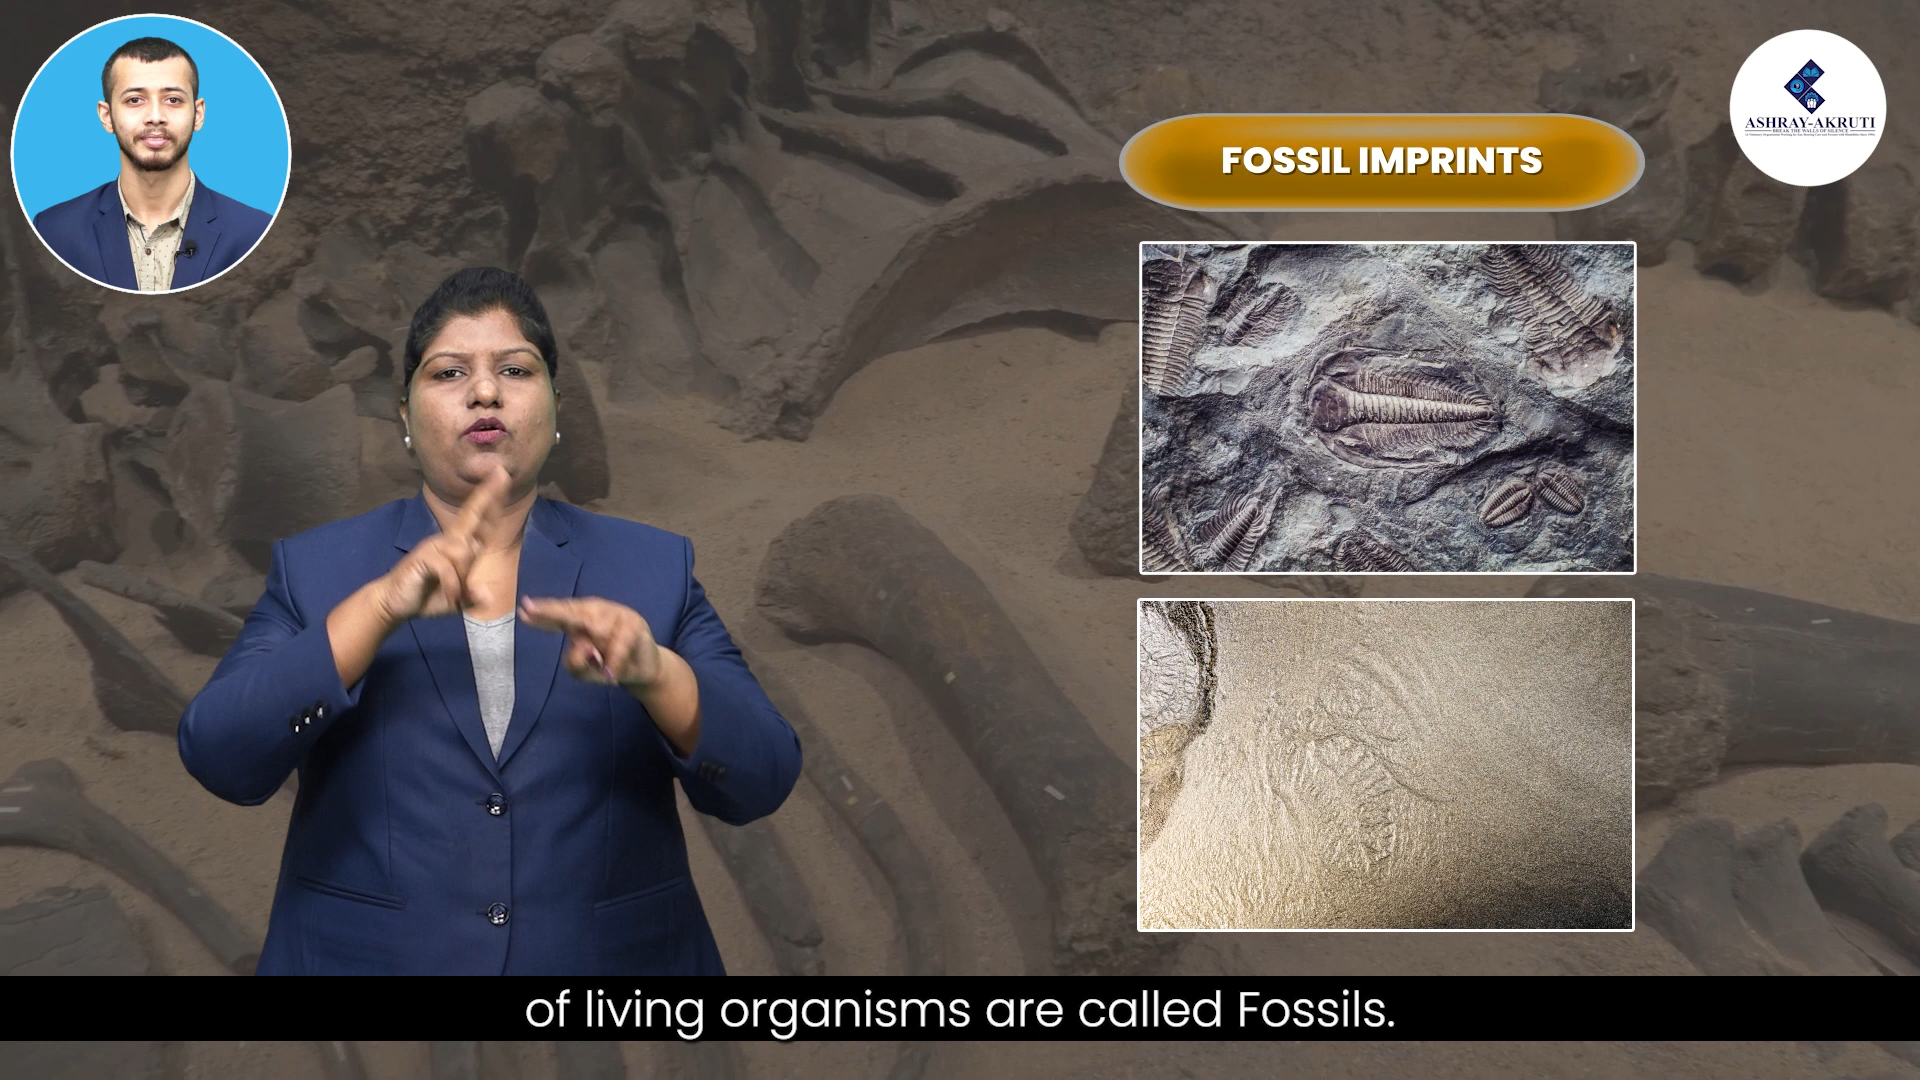 FOSSIL IMPRINTS
ASHRAY-AKRUTI
BREAK THE WALLS OF SILENCE
of living organisms are called Fossils.